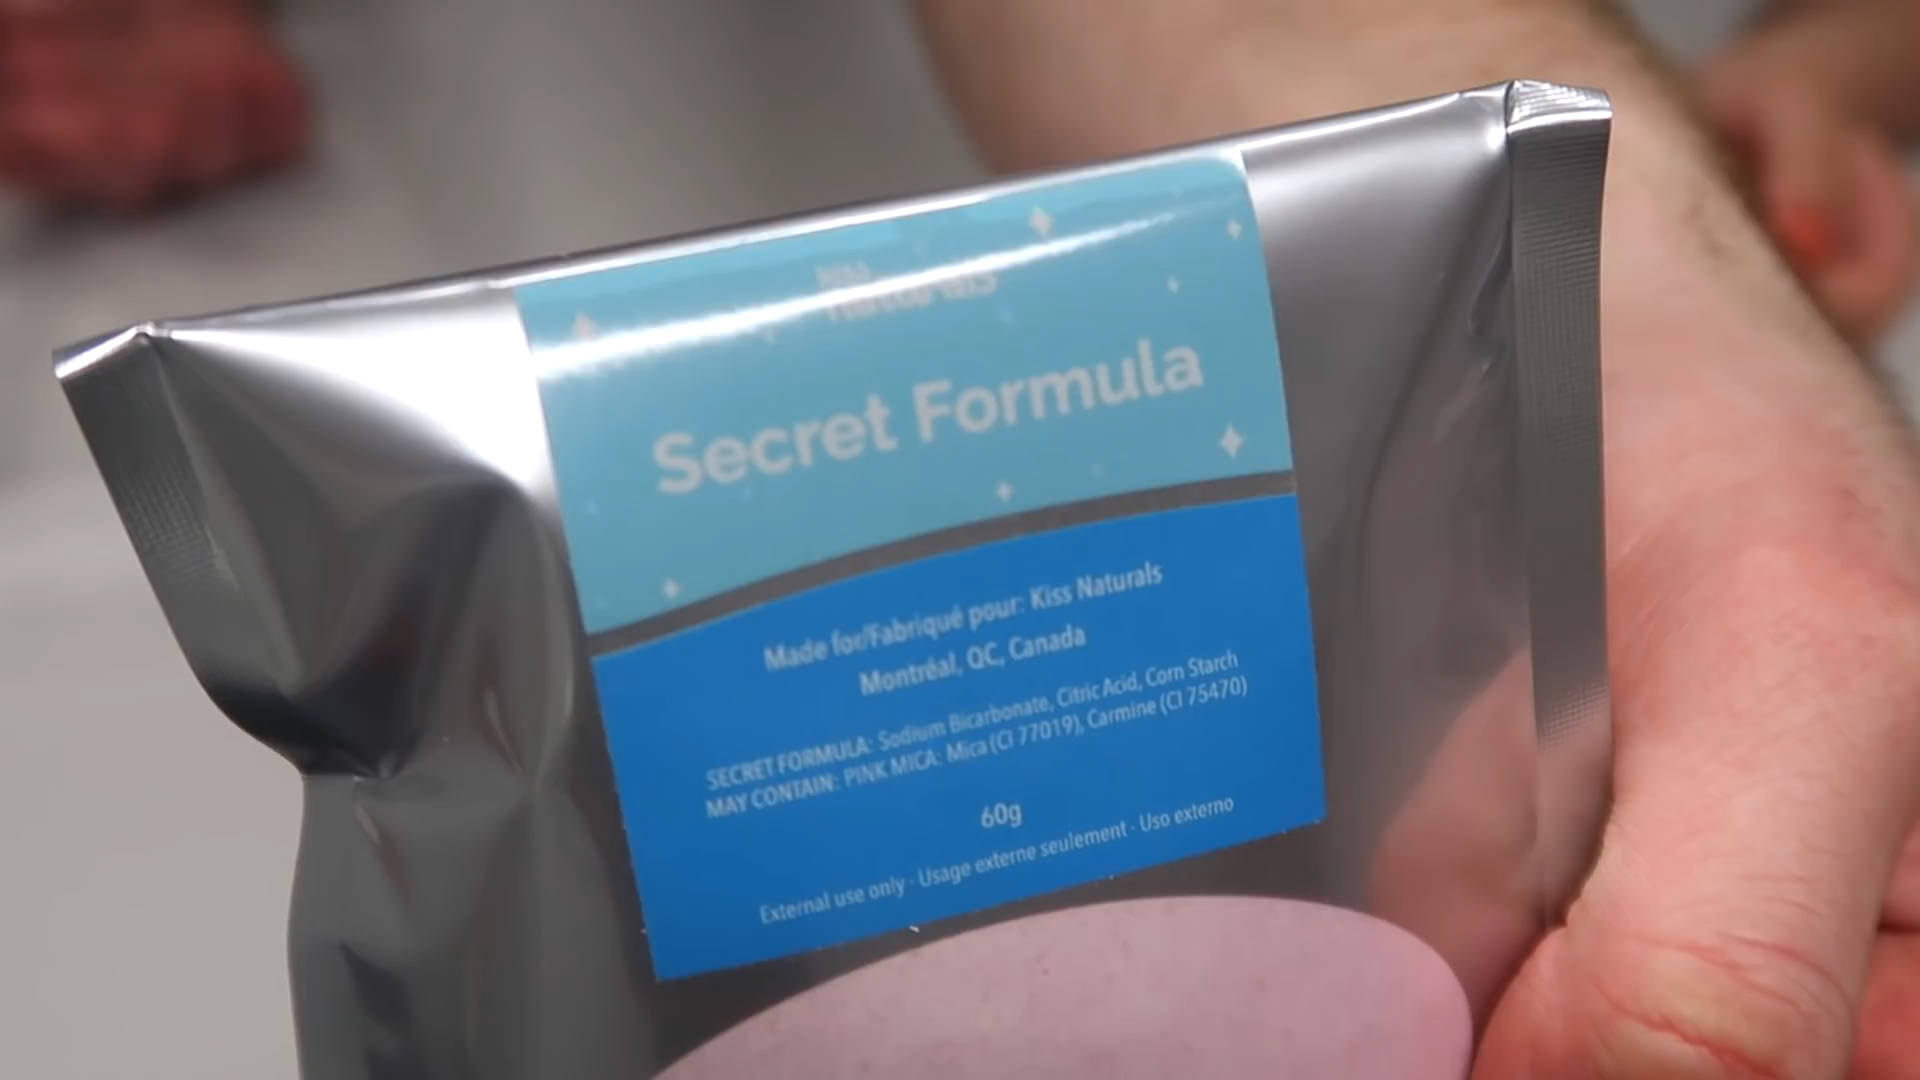 kiss
naturals
Secret Formula
Made for/Fabriqué pour: Kiss Naturals
Montréal, QC, Canada
SECRET FORMULA: Sodium Bicarbonate, Citric Acid, Corn Starch
MAY CONTAIN: PINK MICA: Mica (CI 77019), Carmine (CI 75470)
60g
External use only · Usage externe seulement · Uso externo